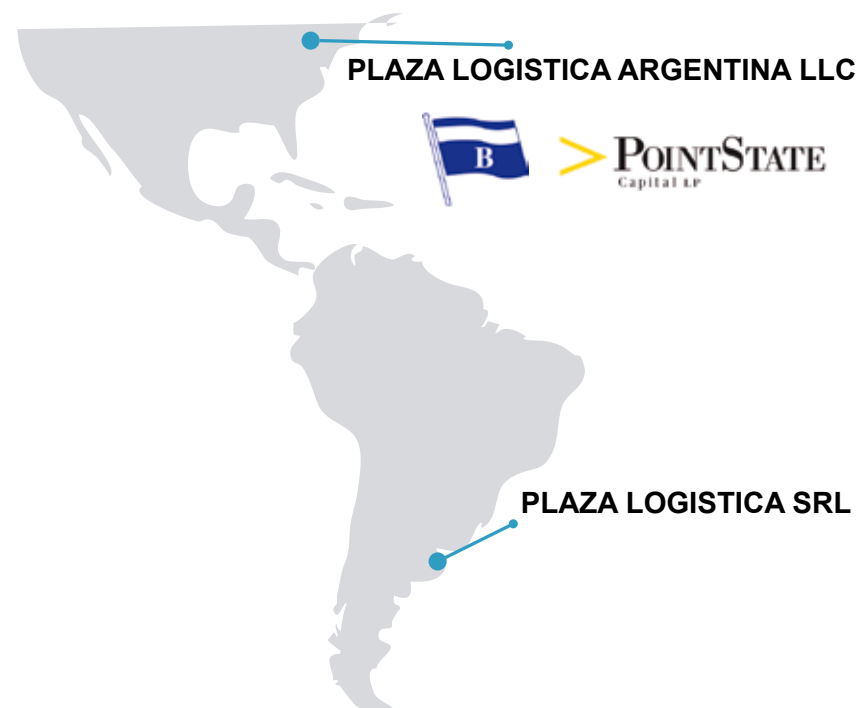 PLAZA LOGISTICA ARGENTINA LLC
B
> POINTSTATE
Capital LP
PLAZA LOGISTICA SRL